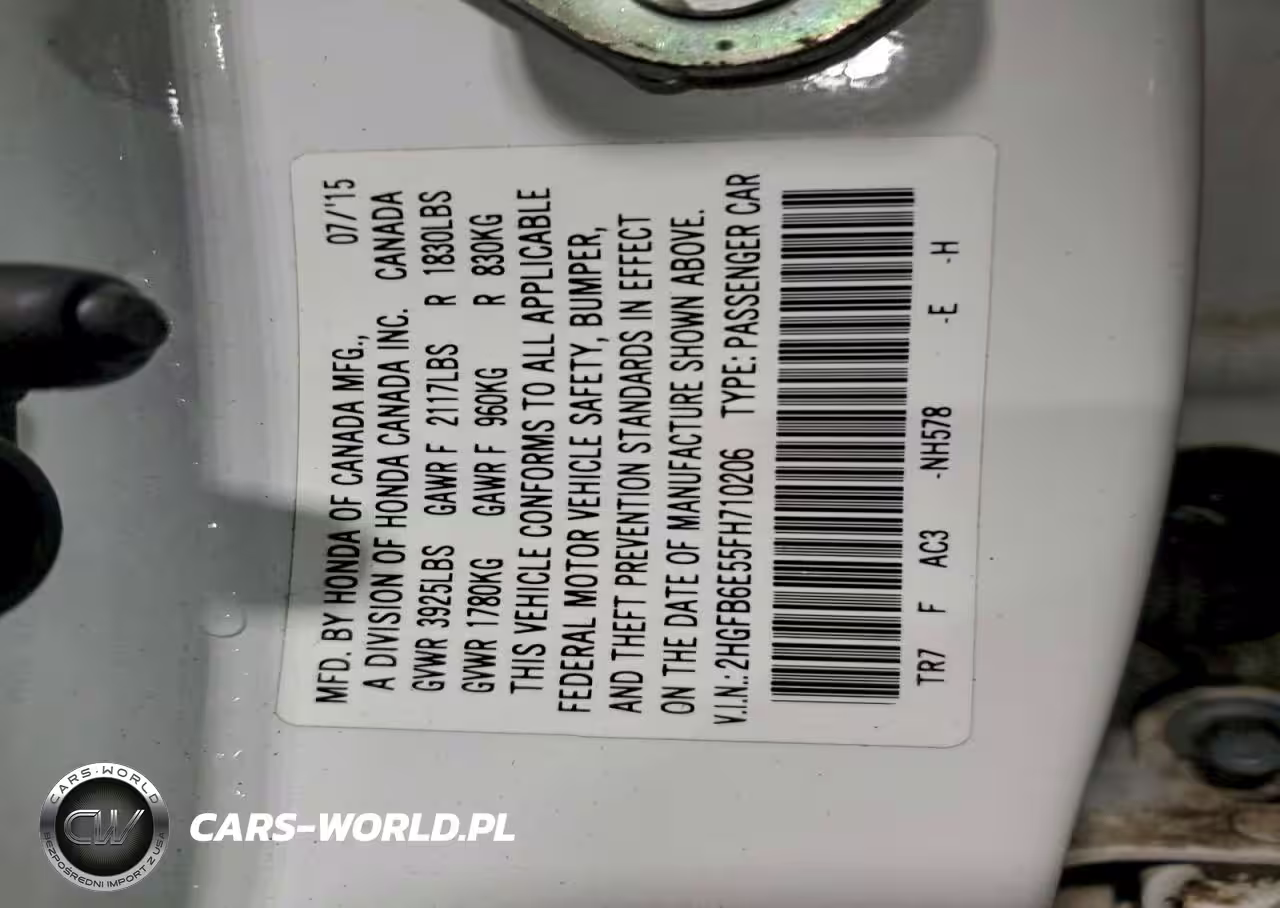 MFD. BY HONDA OF CANADA MFG., 07/'15
A DIVISION OF HONDA CANADA INC. CANADA
GVWR 3925LBS GAWR F 2117LBS R 1830LBS
GVWR 1780KG GAWR F 960KG R 830KG
THIS VEHICLE CONFORMS TO ALL APPLICABLE
FEDERAL MOTOR VEHICLE SAFETY, BUMPER,
AND THEFT PREVENTION STANDARDS IN EFFECT
ON THE DATE OF MANUFACTURE SHOWN ABOVE.
V.I.N.: 2HGFB6E55FH710206 TYPE: PASSENGER CAR
TR7 F AC3 -NH578 -E -H
CARS-WORLD
CW
BEZPOŚREDNI IMPORT Z USA
CARS-WORLD.PL